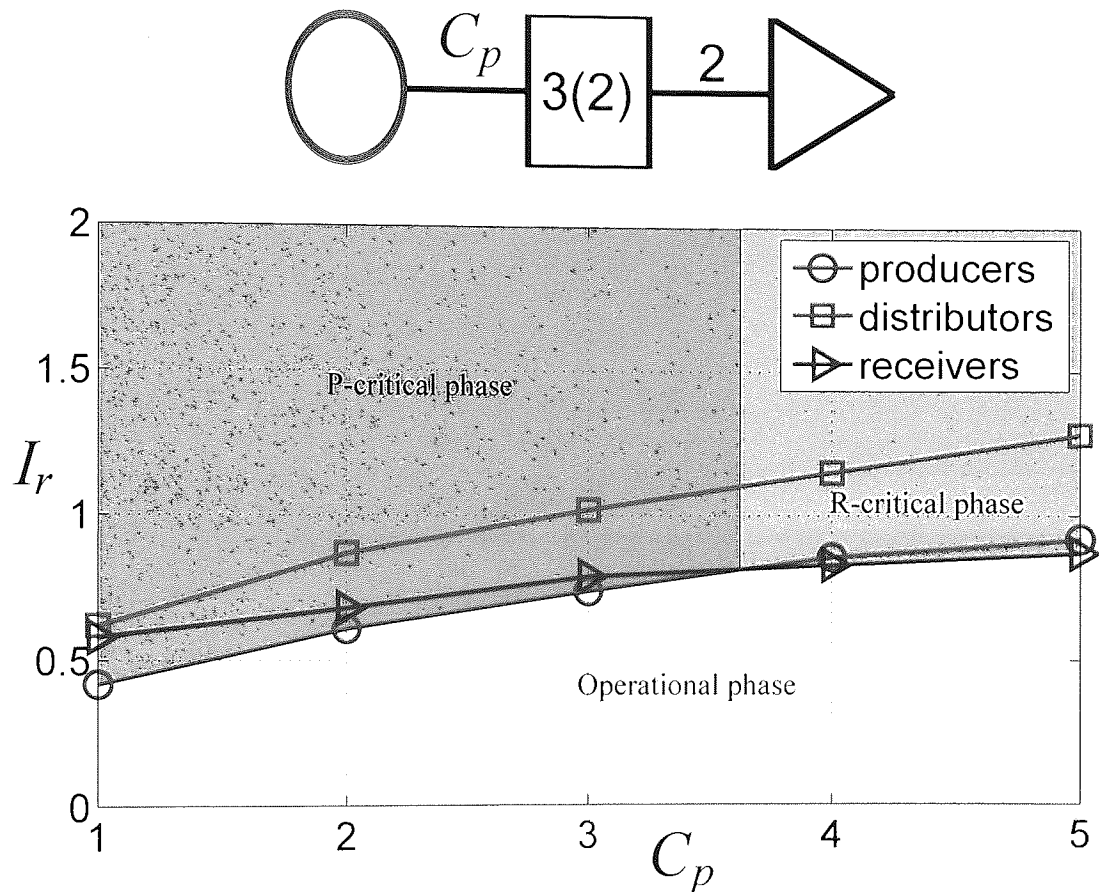 C_p
3(2)
2
2
1.5
1
0.5
0
I_r
producers
distributors
receivers
P-critical phase
R-critical phase
Operational phase
1 2 3 4 5
C_p